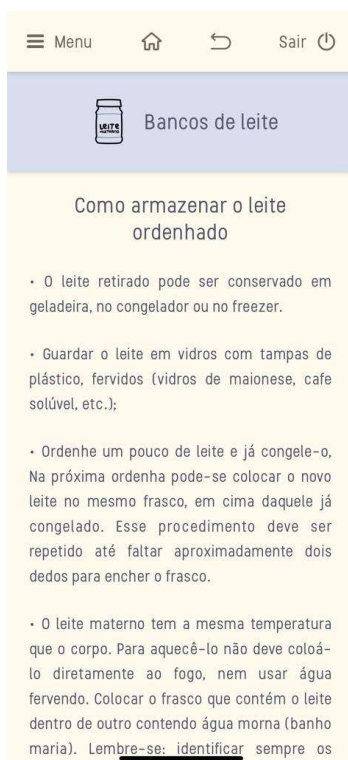 Menu
Sair
LEITE
MATERNO
Bancos de leite
Como armazenar o leite
ordenhado
• O leite retirado pode ser conservado em
geladeira, no congelador ou no freezer.
• Guardar o leite em vidros com tampas de
plástico, fervidos (vidros de maionese, cafe
solúvel, etc.);
• Ordenhe um pouco de leite e já congele-o,
Na próxima ordenha pode-se colocar o novo
leite no mesmo frasco, em cima daquele já
congelado. Esse procedimento deve ser
repetido até faltar aproximadamente dois
dedos para encher o frasco.
• O leite materno tem a mesma temperatura
que o corpo. Para aquecê-lo não deve coloá-
lo diretamente ao fogo, nem usar água
fervendo. Colocar o frasco que contém o leite
dentro de outro contendo água morna (banho
maria). Lembre-se: identificar sempre os